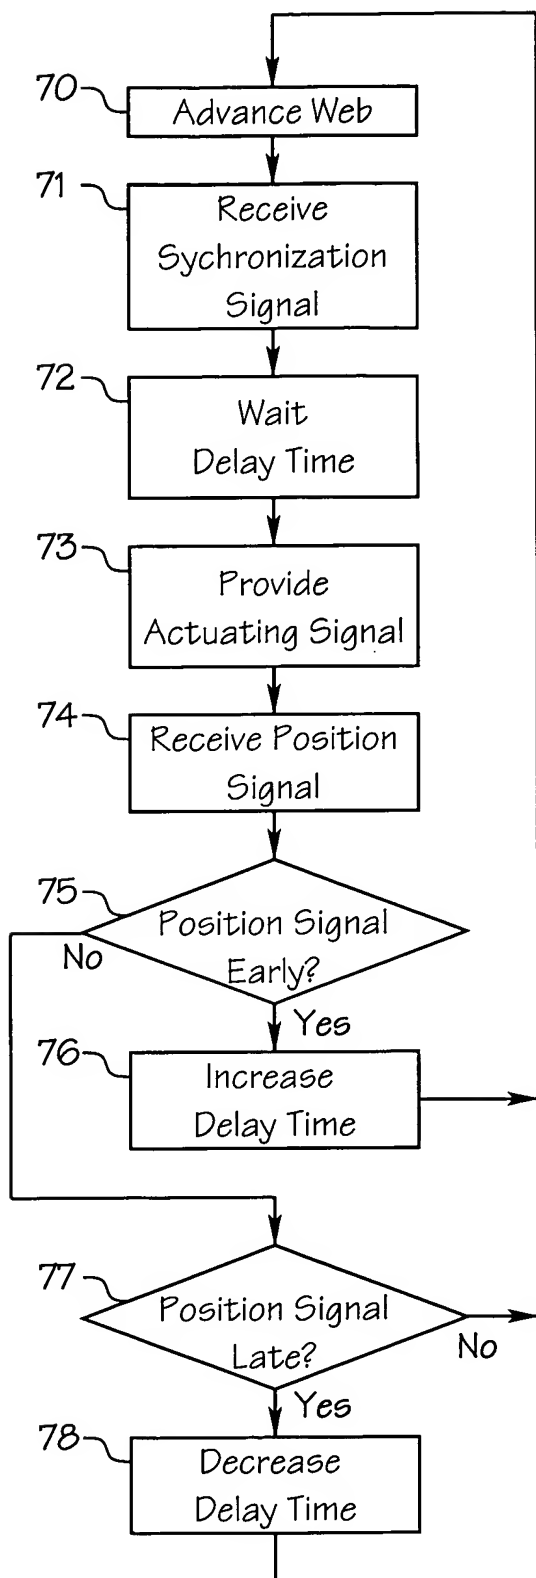 70
Advance Web
71
Receive
Sychronization
Signal
72
Wait
Delay Time
73
Provide
Actuating Signal
74
Receive Position
Signal
75
Position Signal
Early?
No
Yes
76
Increase
Delay Time
77
Position Signal
Late?
No
Yes
78
Decrease
Delay Time